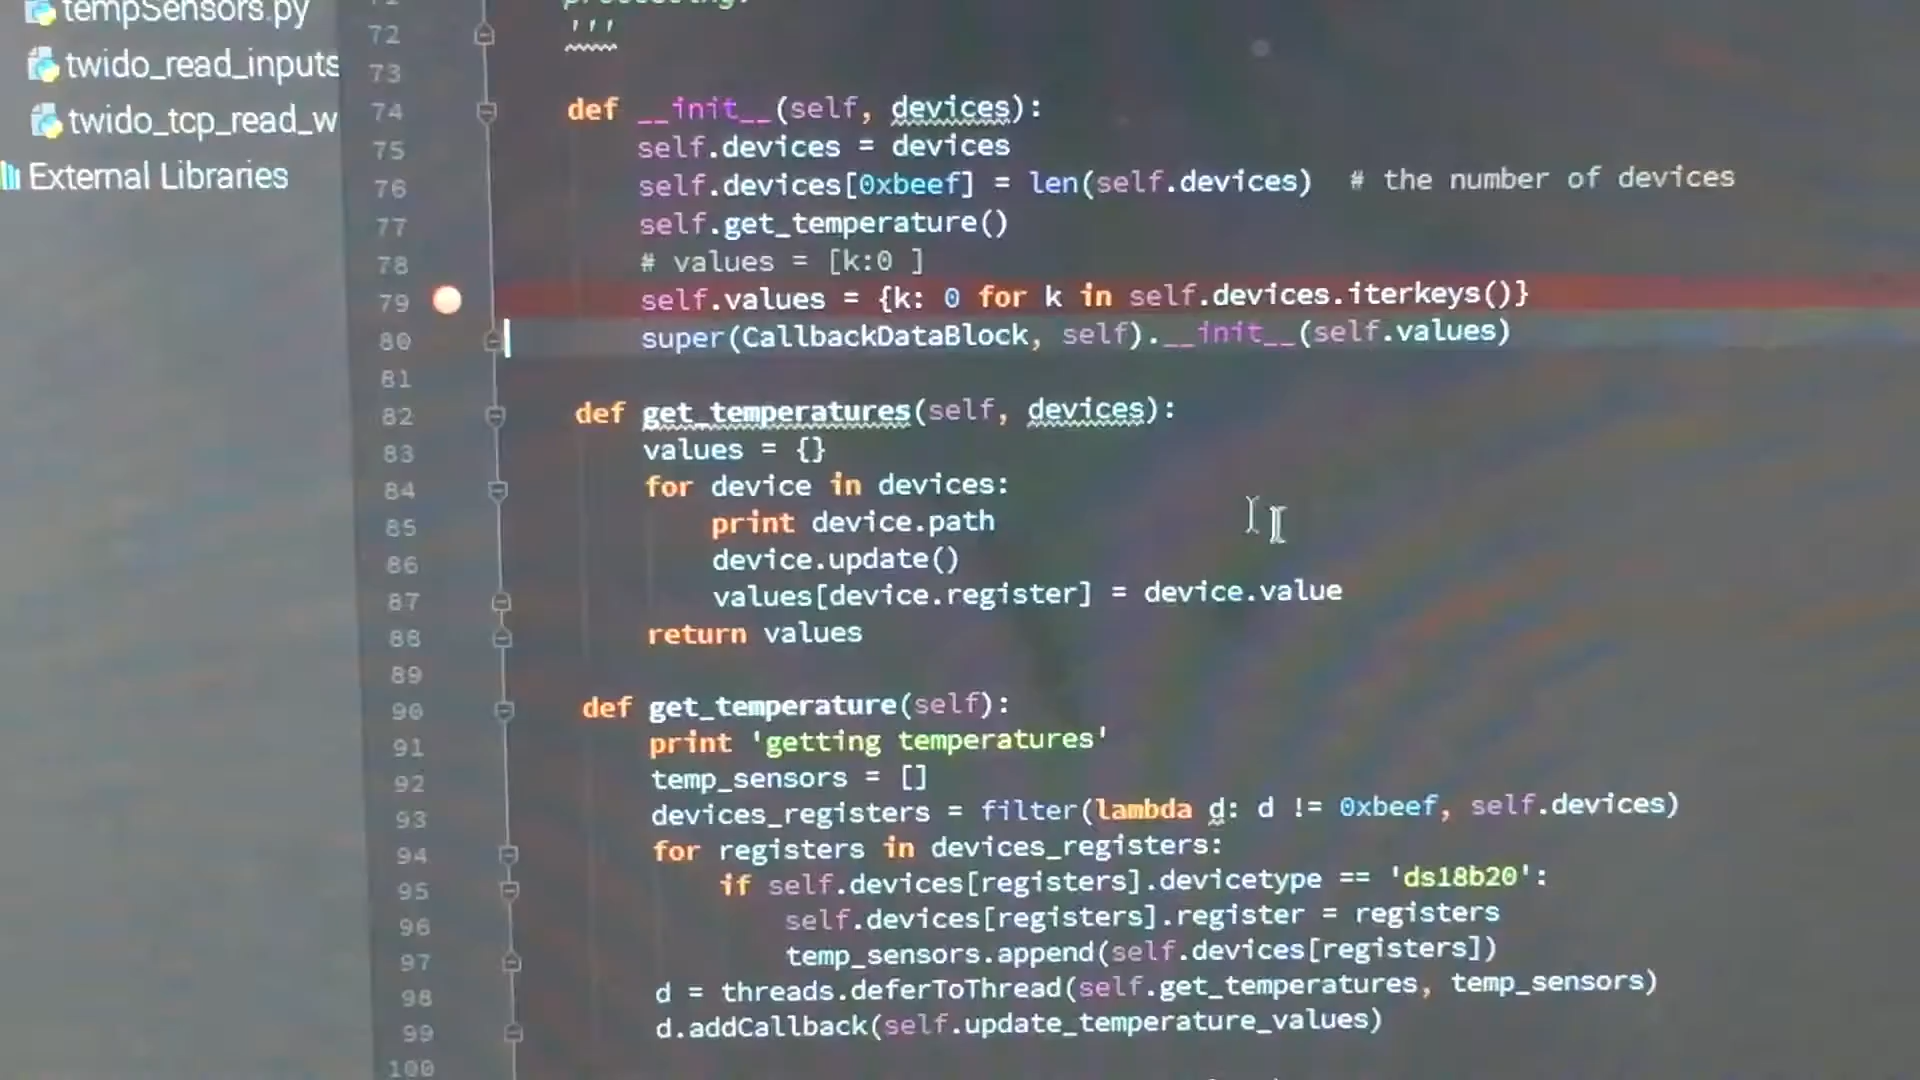 tempSensors.py
twido_read_inputs
twido_tcp_read_w
External Libraries
72 '''
73
74 def __init__(self, devices):
75 self.devices = devices
76 self.devices[0xbeef] = len(self.devices)  # the number of devices
77 self.get_temperature()
78 # values = [k:0 ]
79 self.values = {k: 0 for k in self.devices.iterkeys()}
80 super(CallbackDataBlock, self).__init__(self.values)
81
82 def get_temperatures(self, devices):
83 values = {}
84 for device in devices:
85 print device.path
86 device.update()
87 values[device.register] = device.value
88 return values
89
90 def get_temperature(self):
91 print 'getting temperatures'
92 temp_sensors = []
93 devices_registers = filter(lambda d: d != 0xbeef, self.devices)
94 for registers in devices_registers:
95 if self.devices[registers].devicetype == 'ds18b20':
96 self.devices[registers].register = registers
97 temp_sensors.append(self.devices[registers])
98 d = threads.deferToThread(self.get_temperatures, temp_sensors)
99 d.addCallback(self.update_temperature_values)
100